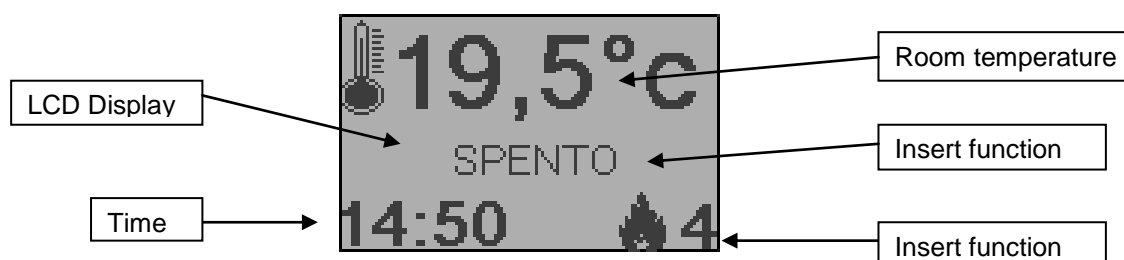 19,5°C
Room temperature
LCD Display
SPENTO
Insert function
Time
14:50
4
Insert function